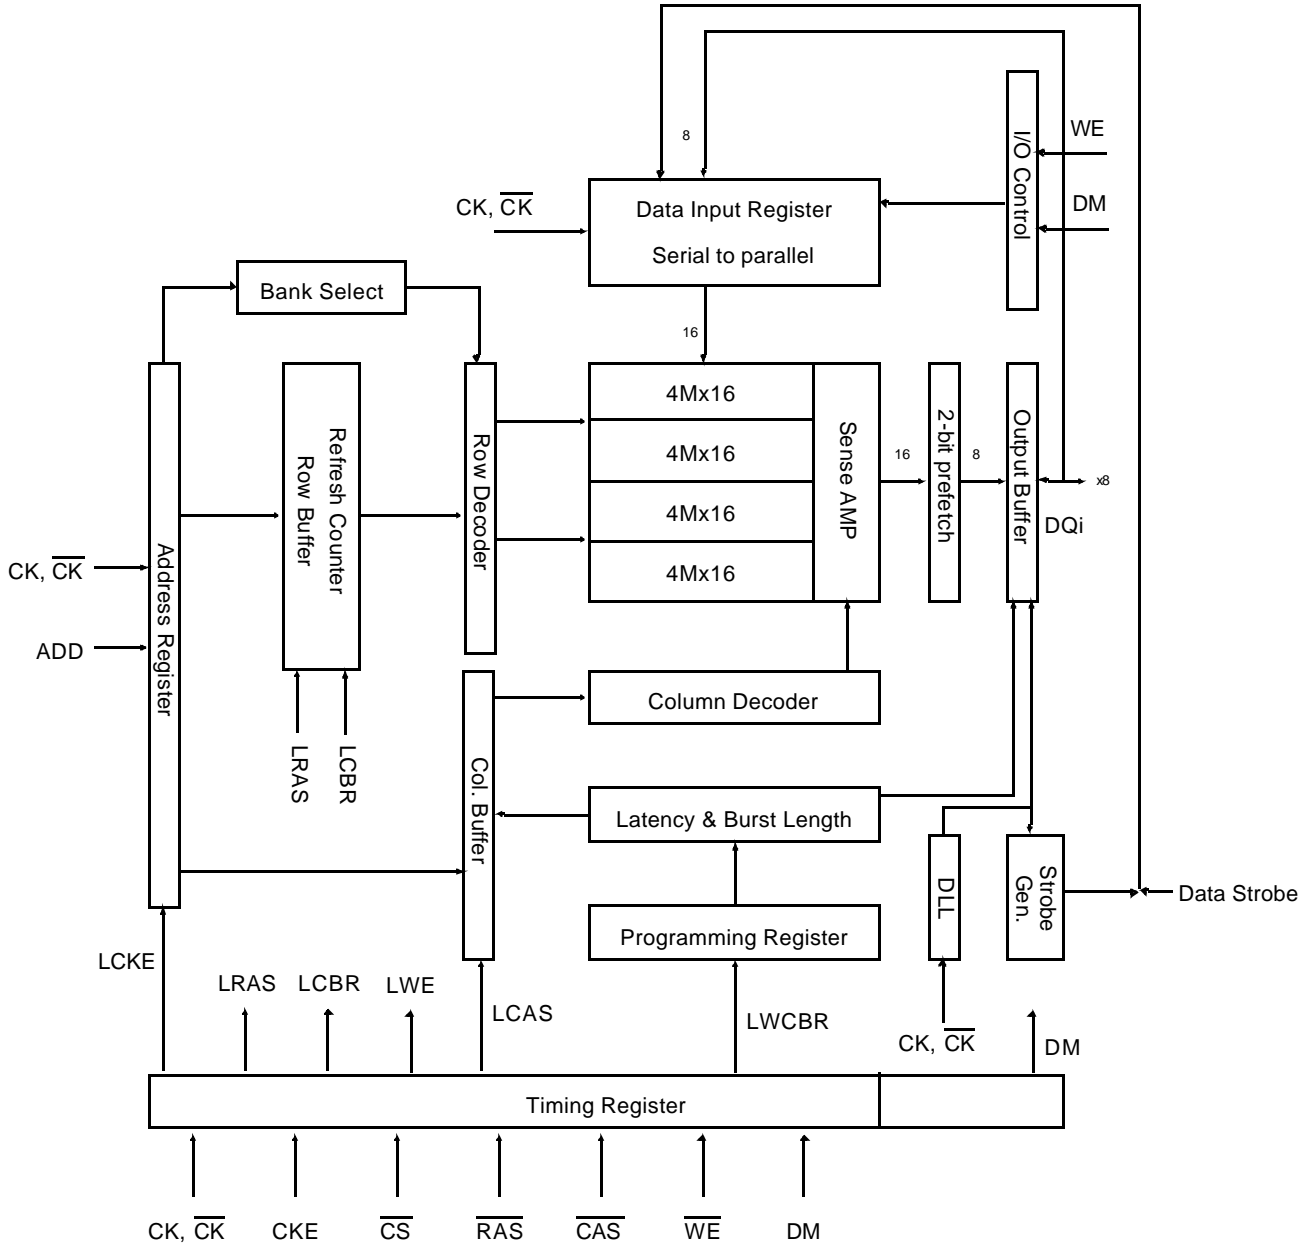 8
WE
I/O Control
DM
CK, CK
Data Input Register
Serial to parallel
Bank Select
16
4Mx16
4Mx16
4Mx16
4Mx16
Sense AMP
16
2-bit prefetch
8
Output Buffer
x8
DQi
Refresh Counter
Row Buffer
Row Decoder
CK, CK
ADD
Address Register
LRAS
LCBR
Col. Buffer
Column Decoder
Latency & Burst Length
Programming Register
DLL
Strobe
Gen.
Data Strobe
LCKE
LRAS
LCBR
LWE
LCAS
LWCBR
CK, CK
DM
Timing Register
CK, CK
CKE
CS
RAS
CAS
WE
DM